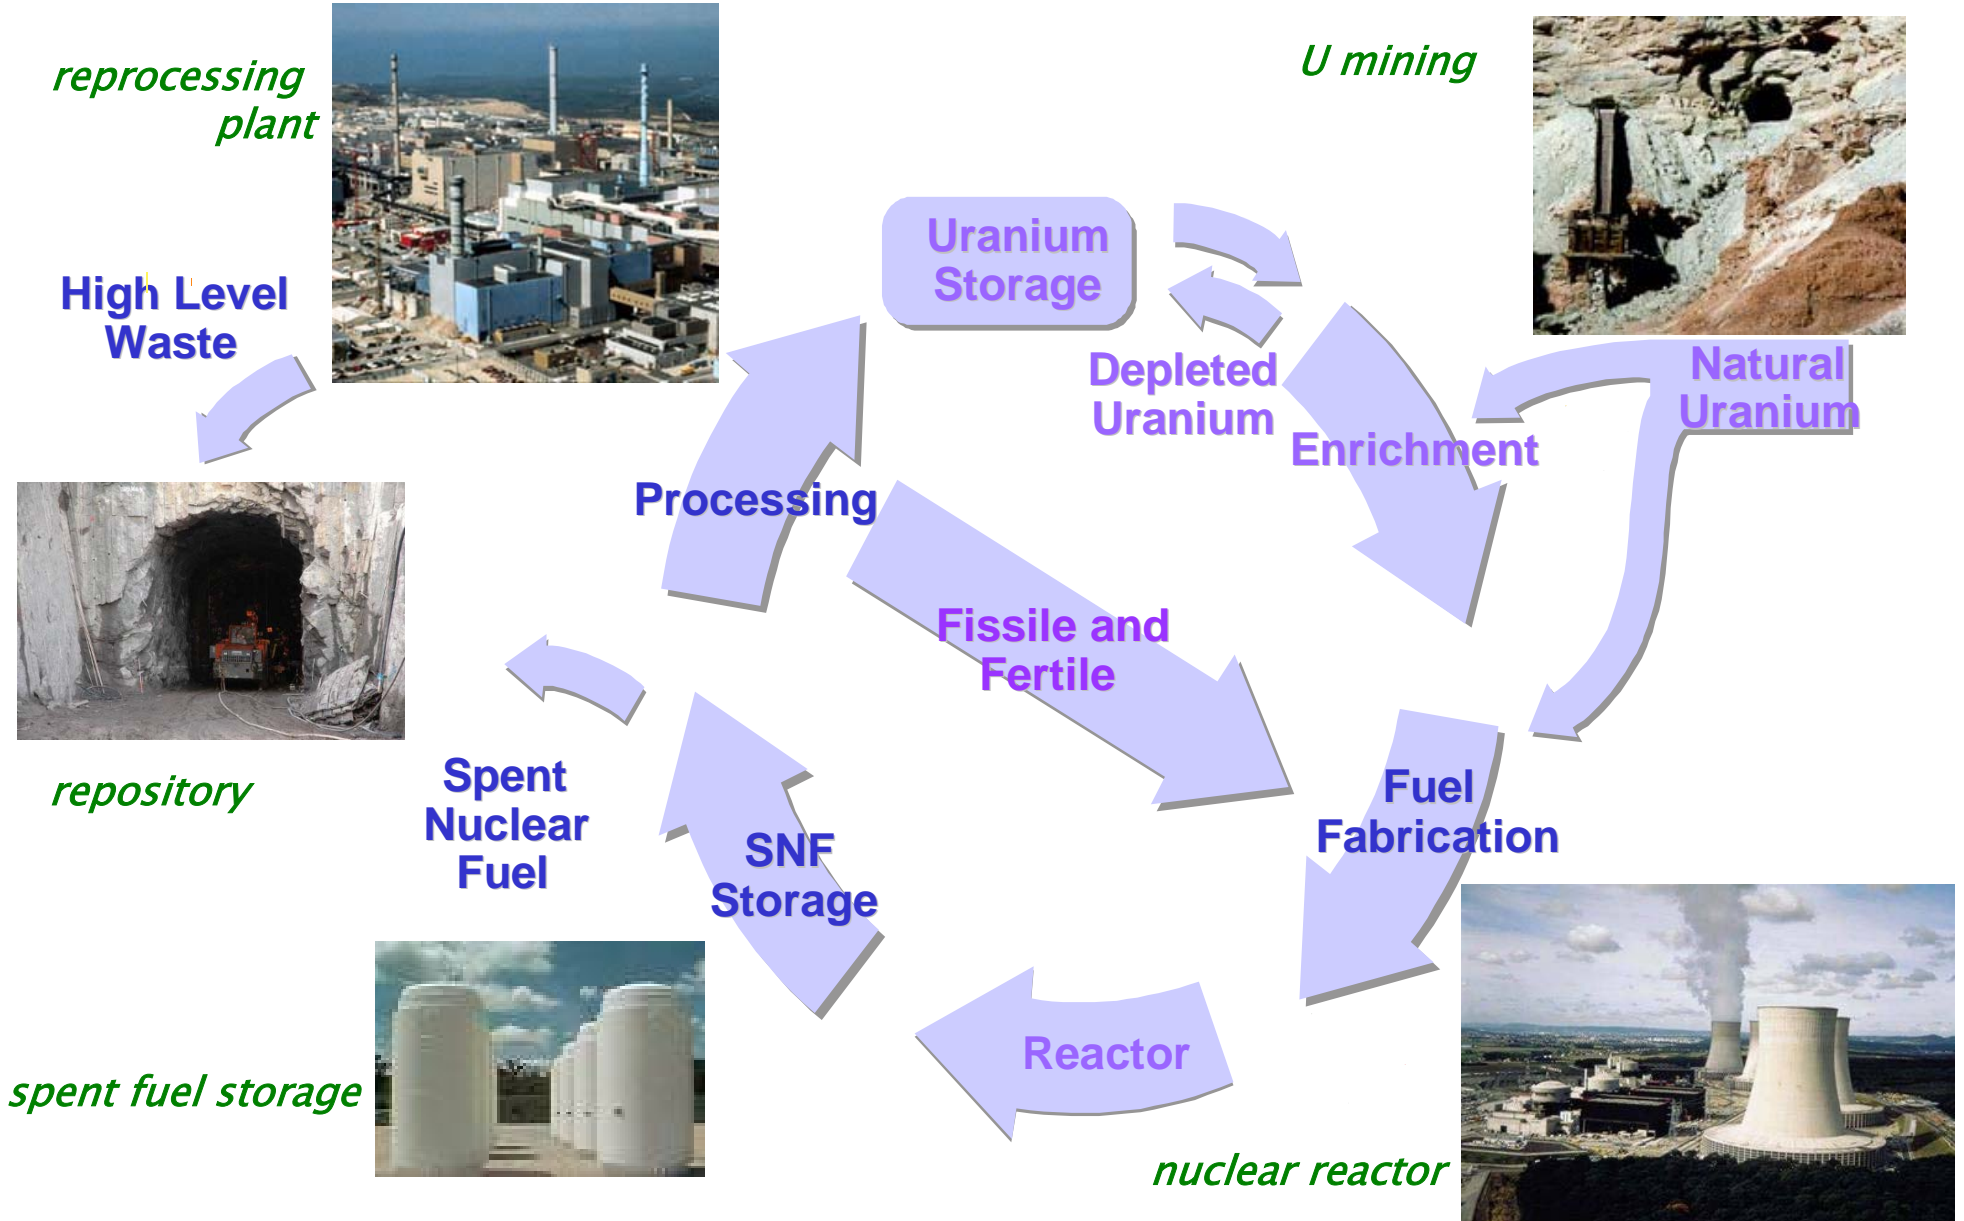 reprocessing
plant
U mining
Uranium
Storage
High Level
Waste
Depleted
Uranium
Natural
Uranium
Enrichment
Processing
Fissile and
Fertile
repository
Spent
Nuclear
Fuel
SNF
Storage
Fuel
Fabrication
Reactor
spent fuel storage
nuclear reactor